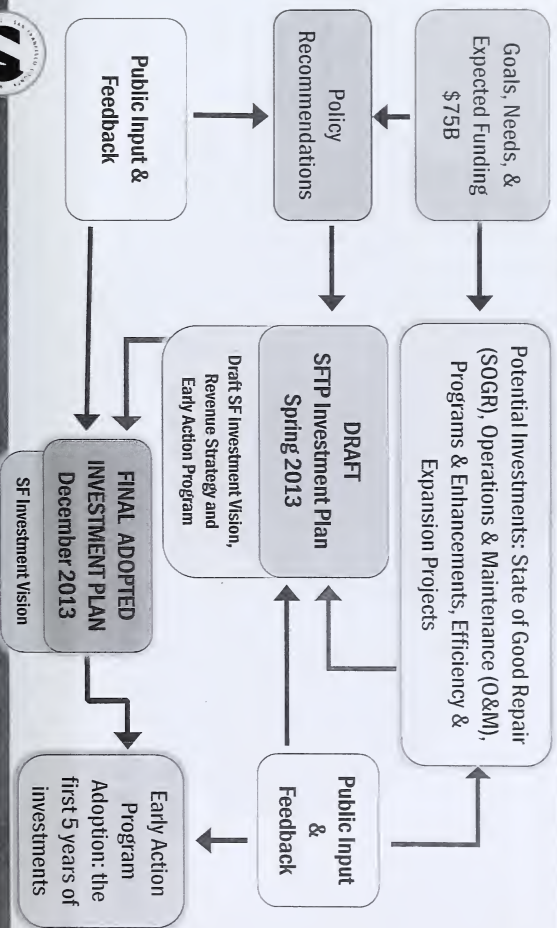 Goals, Needs, &
Expected Funding
$75B
Potential Investments: State of Good Repair
(SOGR), Operations & Maintenance (O&M),
Programs & Enhancements, Efficiency &
Expansion Projects
Policy
Recommendations
DRAFT
SFTP Investment Plan
Spring 2013
Draft SF Investment Vision,
Revenue Strategy and
Early Action Program
Public Input
&
Feedback
Public Input &
Feedback
FINAL ADOPTED
INVESTMENT PLAN
December 2013
SF Investment Vision
Early Action
Program
Adoption: the
first 5 years of
investments